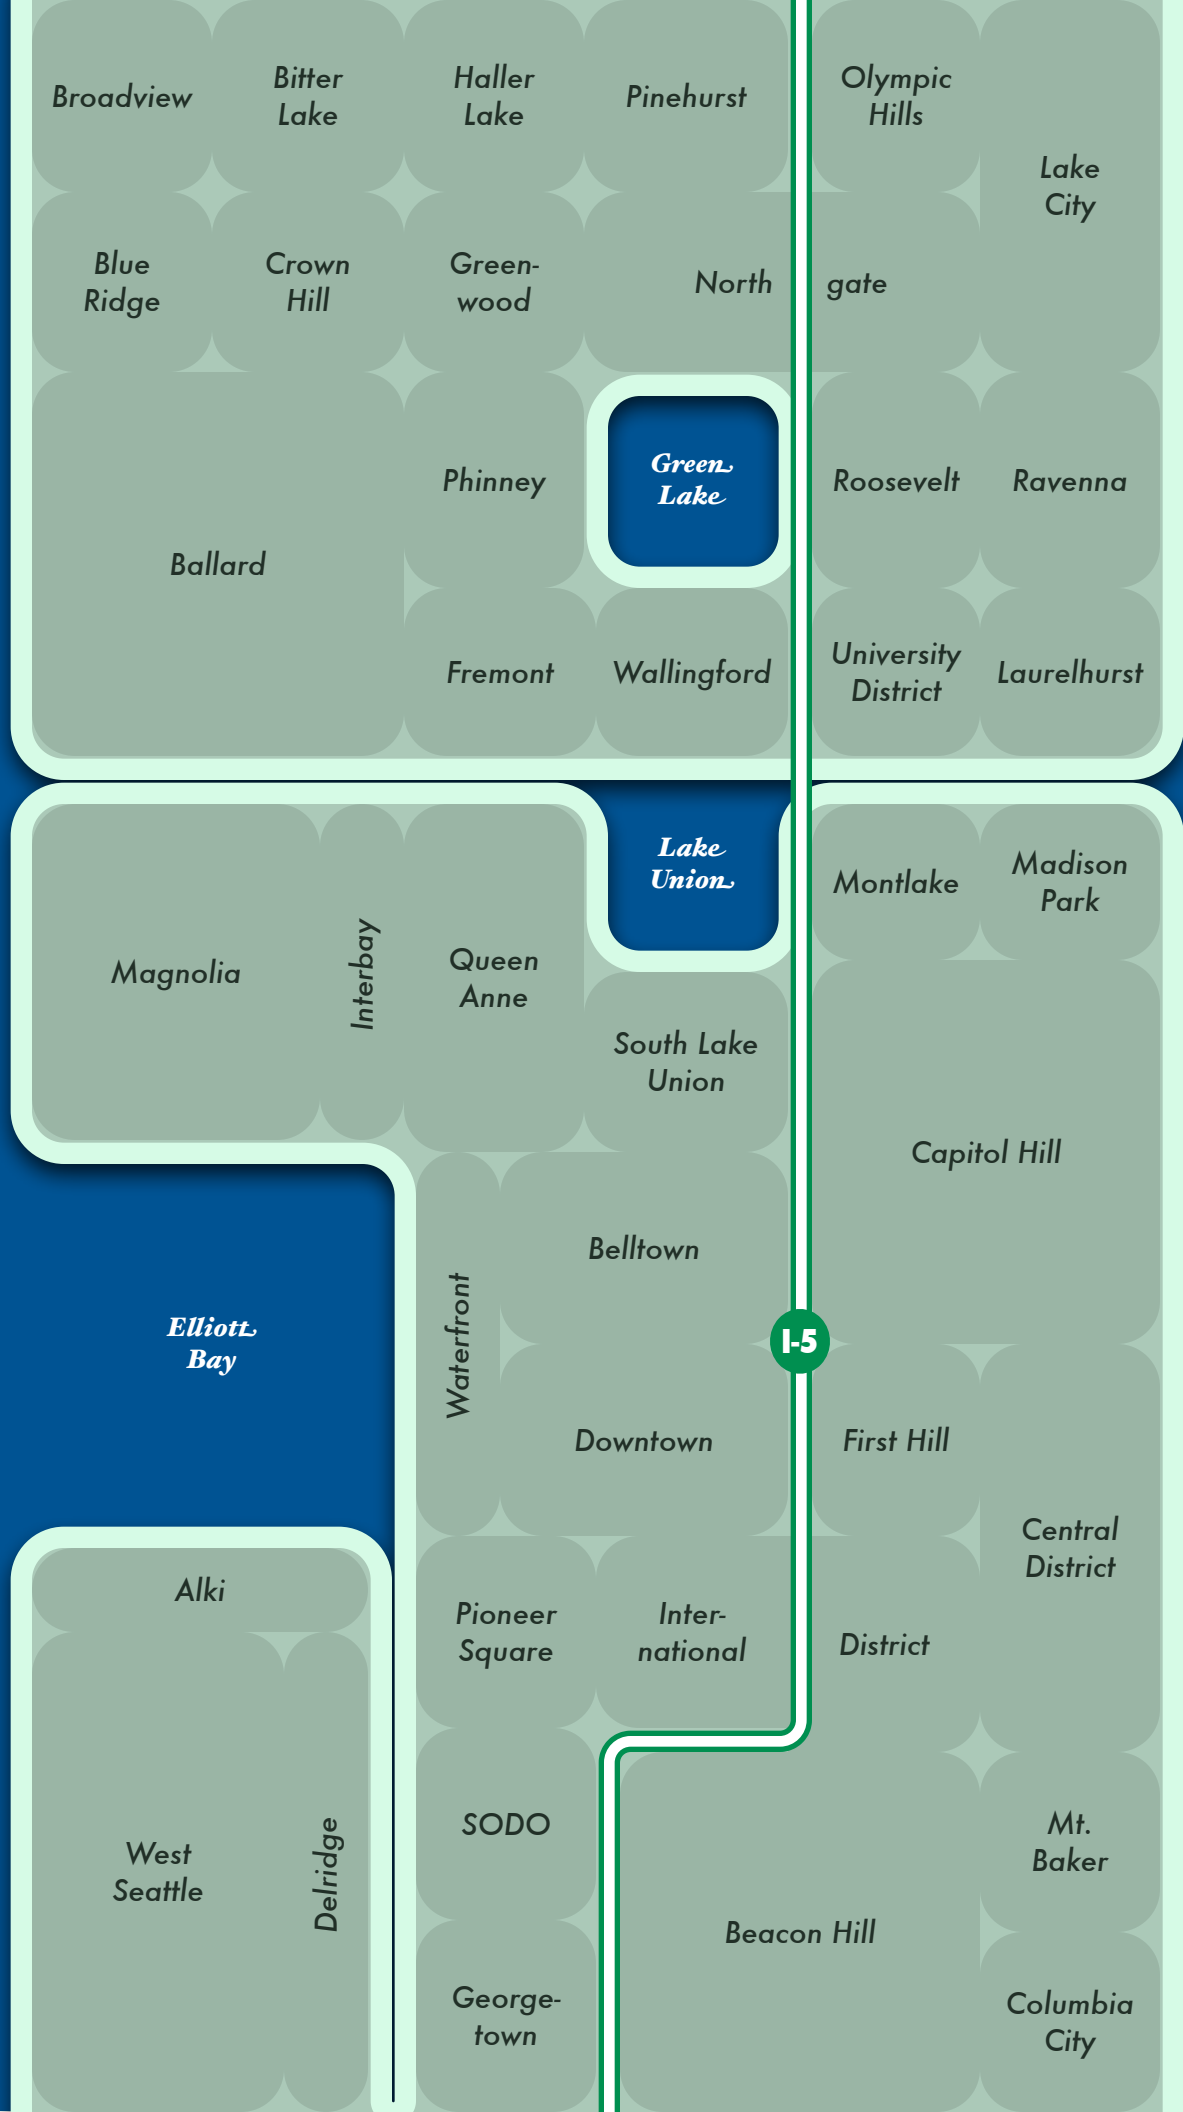 Broadview
Bitter
Lake
Haller
Lake
Pinehurst
Olympic
Hills
Lake
City
Blue
Ridge
Crown
Hill
Green-
wood
North gate
Ballard
Phinney
Green
Lake
Roosevelt
Ravenna
Fremont
Wallingford
University
District
Laurelhurst
Magnolia
Interbay
Queen
Anne
Lake
Union
Montlake
Madison
Park
South Lake
Union
Capitol Hill
Belltown
Waterfront
Elliott
Bay
I-5
Downtown
First Hill
Central
District
Alki
Pioneer
Square
Inter-
national
District
West
Seattle
Delridge
SODO
Mt.
Baker
Beacon Hill
George-
town
Columbia
City